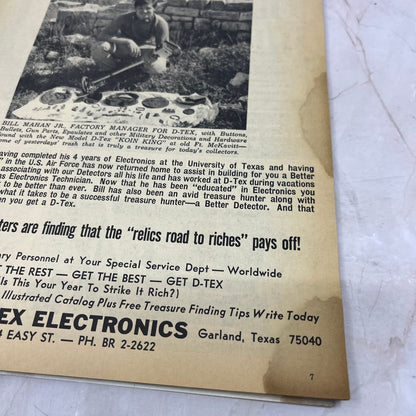 BILL MAHAN JR., FACTORY MANAGER FOR D-TEX, with Buttons,
Bullets, Gun Parts, Epaulets and other Military Decorations and Hardware
found with the New Model D-Tex "KOIN KING" at old Ft. McKavitt—
some of yesterdays' trash that is truly a treasure for today's collectors.
having completed his 4 years of Electronics at the University of Texas and having
" in the U.S. Air Force has now returned home to assist in building for you a Better
associating with our Detectors all his life and has worked at D-Tex during vacations
as Electronics Technician. Now that he has been "educated" in Electronics you
to be better than ever. Bill has also been an avid treasure hunter along with
what it takes to be a successful treasure hunter—a Better Detector. And that
en you get a D-Tex.
ters are finding that the "relics road to riches" pays off!
ary Personnel at Your Special Service Dept — Worldwide
THE REST — GET THE BEST — GET D-TEX
(Is This Your Year To Strike It Rich?)
Illustrated Catalog Plus Free Treasure Finding Tips Write Today
EX ELECTRONICS Garland, Texas 75040
4 EASY ST. — PH. BR 2-2622
7